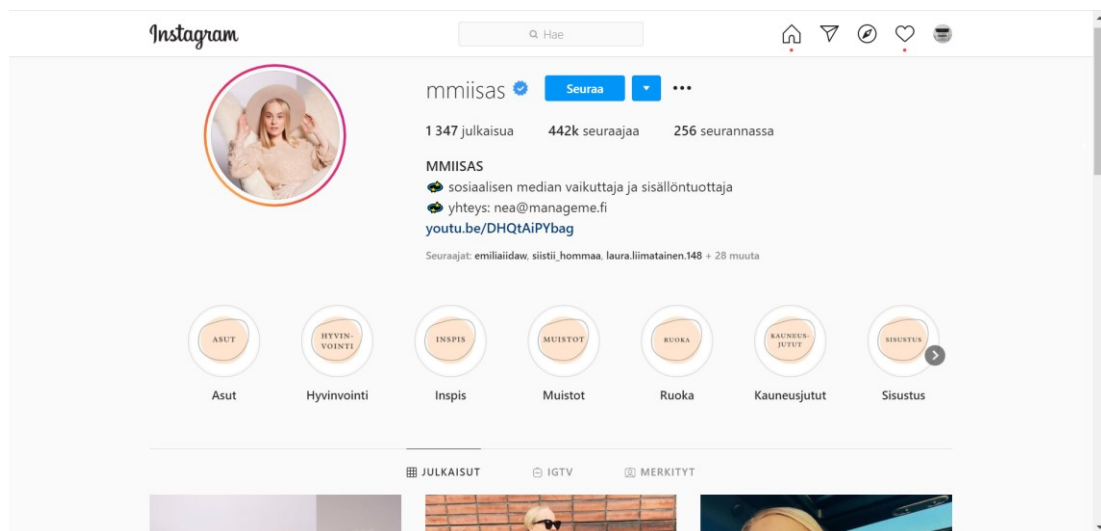 Instagram
Hae
mmiisas Seuraa
1 347 julkaisua 442k seuraajaa 256 seurannassa
MMIISAS
sosiaalisen median vaikuttaja ja sisällöntuottaja
yhteys: nea@manageme.fi
youtu.be/DHQtAiPYbag
Seuraajat: emiliaiidaw, siistii_hommaa, laura.liimatainen.148 + 28 muuta
ASUT
HYVIN-
VOINTI
INSPIS
MUISTOT
RUOKA
KAUNEUS-
JUTUT
SISUSTUS
Asut Hyvinvointi Inspis Muistot Ruoka Kauneusjutut Sisustus
JULKAISUT IGTV MERKITYT